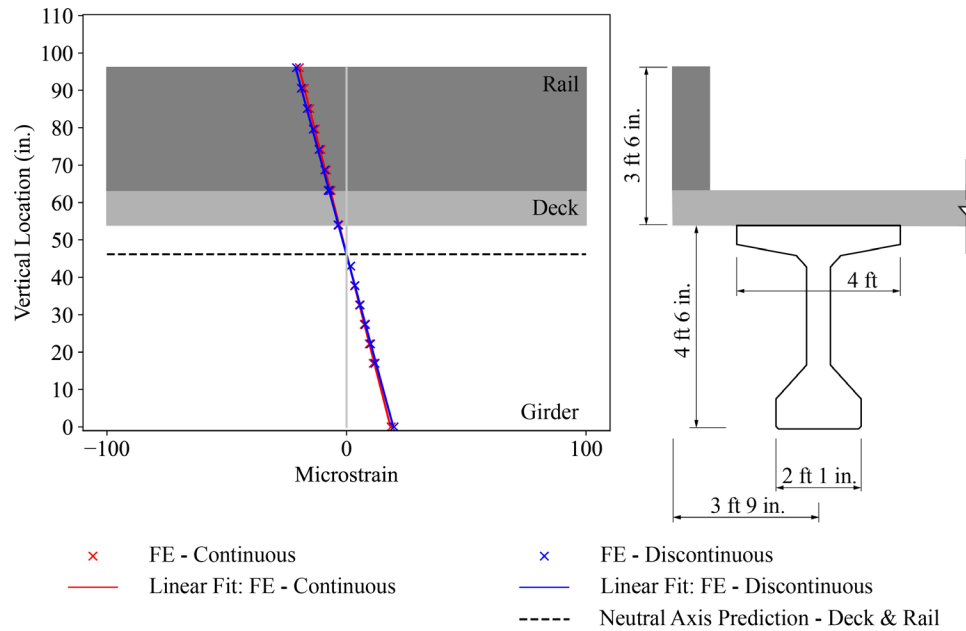 110
100
90
80
70
60
50
40
30
20
10
0
Vertical Location (in.)
Rail
Deck
Girder
−100
0
100
Microstrain
3 ft 6 in.
4 ft
4 ft 6 in.
2 ft 1 in.
3 ft 9 in.
FE - Continuous
FE - Discontinuous
Linear Fit: FE - Continuous
Linear Fit: FE - Discontinuous
Neutral Axis Prediction - Deck & Rail